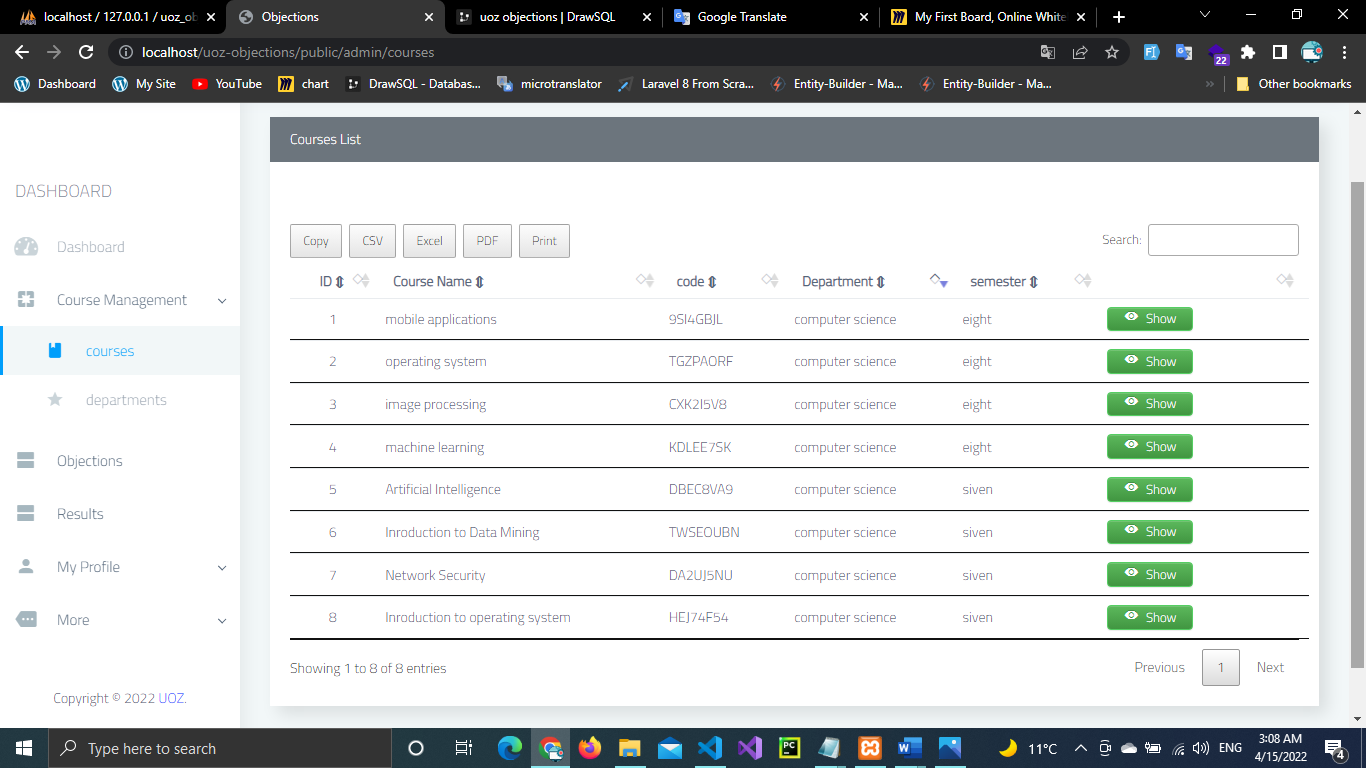 localhost / 127.0.0.1 / uoz_ob
Objections
uoz objections | DrawSQL
Google Translate
My First Board, Online White
localhost/uoz-objections/public/admin/courses
22
Dashboard
My Site
YouTube
chart
DrawSQL - Databas...
microtranslator
Laravel 8 From Scra...
Entity-Builder - Ma...
Entity-Builder - Ma...
Other bookmarks
DASHBOARD
Dashboard
Course Management
courses
departments
Objections
Results
My Profile
More
Copyright © 2022 UOZ.
Courses List
Copy CSV Excel PDF Print Search:
ID Course Name code Department semester
1 mobile applications 9SI4GBJL computer science eight Show
2 operating system TGZPAORF computer science eight Show
3 image processing CXK2I5V8 computer science eight Show
4 machine learning KDLEE7SK computer science eight Show
5 Artificial Intelligence DBEC8VA9 computer science siven Show
6 Inroduction to Data Mining TWSEOUBN computer science siven Show
7 Network Security DA2UJ5NU computer science siven Show
8 Inroduction to operating system HEJ74F54 computer science siven Show
Showing 1 to 8 of 8 entries Previous 1 Next
Type here to search
11°C
ENG
3:08 AM
4/15/2022
4